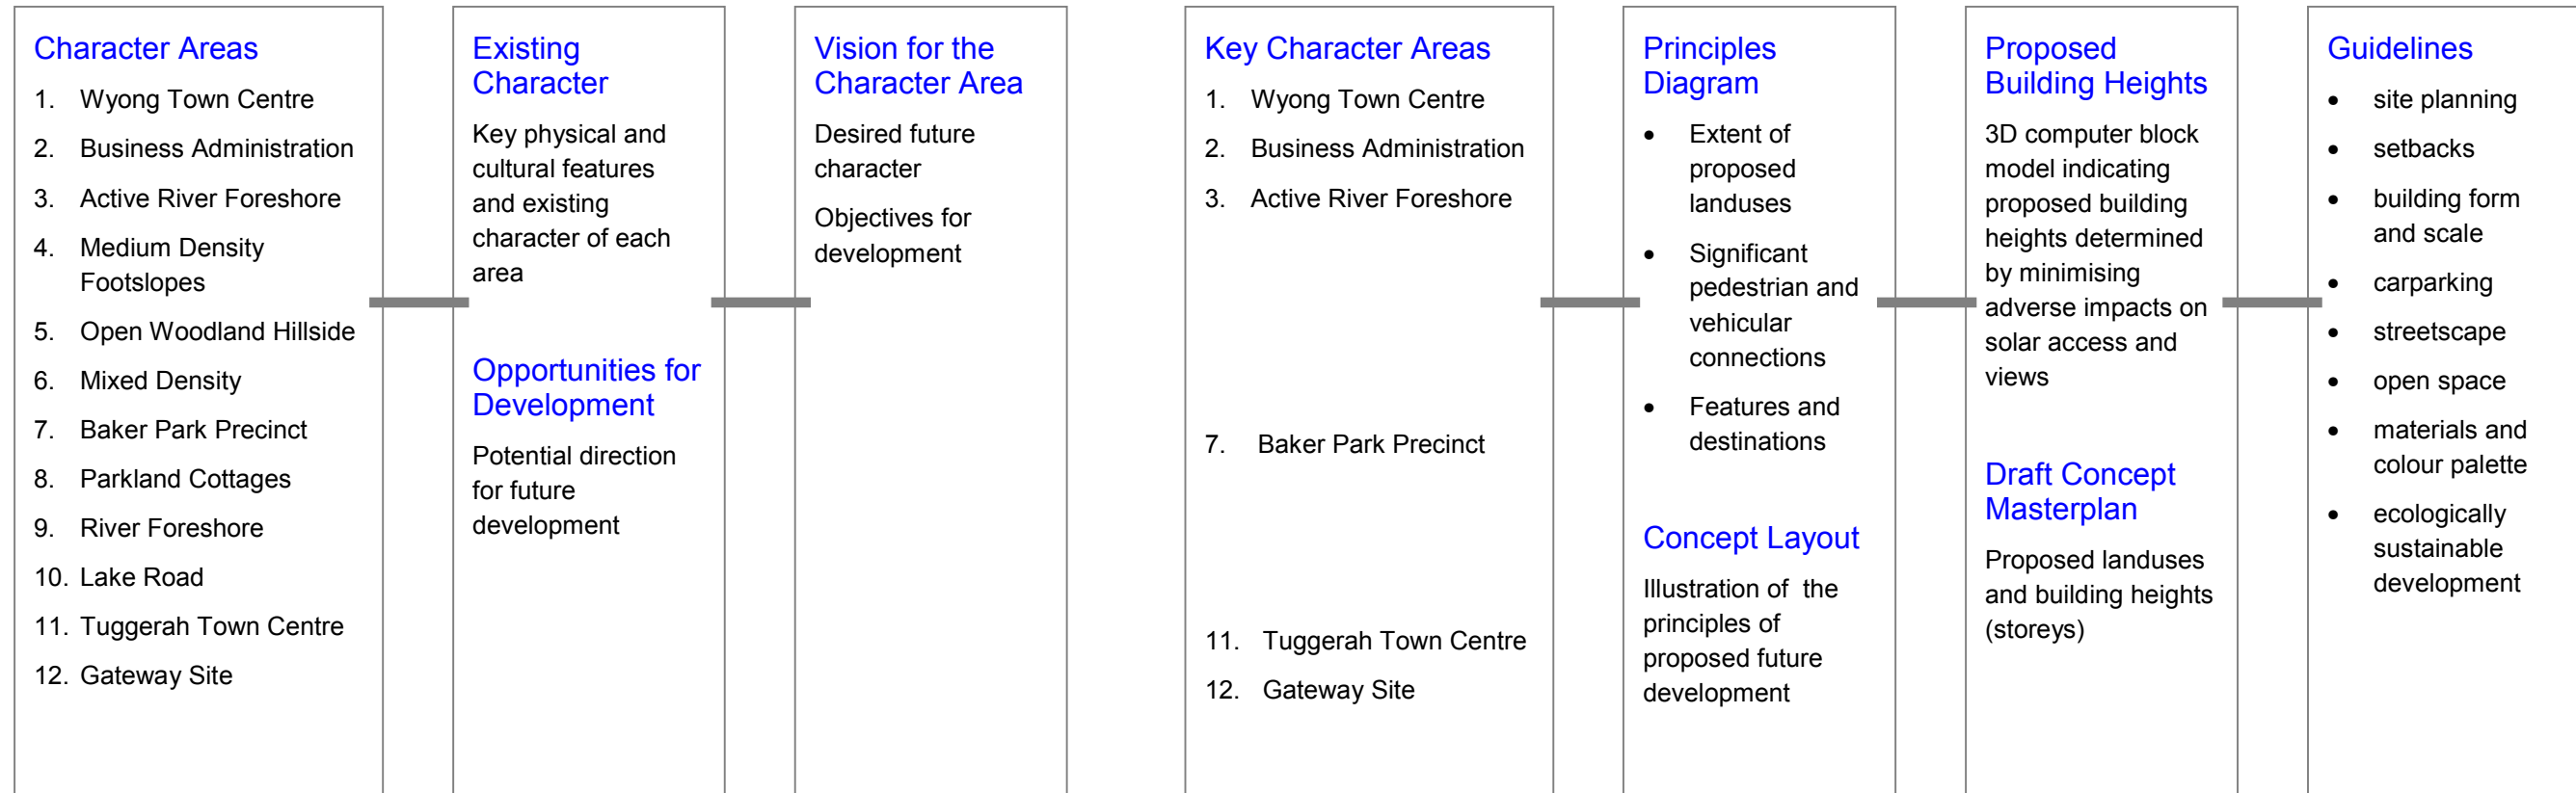 Character Areas
1. Wyong Town Centre
2. Business Administration
3. Active River Foreshore
4. Medium Density
Footslopes
5. Open Woodland Hillside
6. Mixed Density
7. Baker Park Precinct
8. Parkland Cottages
9. River Foreshore
10. Lake Road
11. Tuggerah Town Centre
12. Gateway Site
Existing
Character
Key physical and
cultural features
and existing
character of each
area
Opportunities for
Development
Potential direction
for future
development
Vision for the
Character Area
Desired future
character
Objectives for
development
Key Character Areas
1. Wyong Town Centre
2. Business Administration
3. Active River Foreshore
7. Baker Park Precinct
11. Tuggerah Town Centre
12. Gateway Site
Principles
Diagram
• Extent of
proposed
landuses
• Significant
pedestrian and
vehicular
connections
• Features and
destinations
Concept Layout
Illustration of the
principles of
proposed future
development
Proposed
Building Heights
3D computer block
model indicating
proposed building
heights determined
by minimising
adverse impacts on
solar access and
views
Draft Concept
Masterplan
Proposed landuses
and building heights
(storeys)
Guidelines
• site planning
• setbacks
• building form
and scale
• carparking
• streetscape
• open space
• materials and
colour palette
• ecologically
sustainable
development